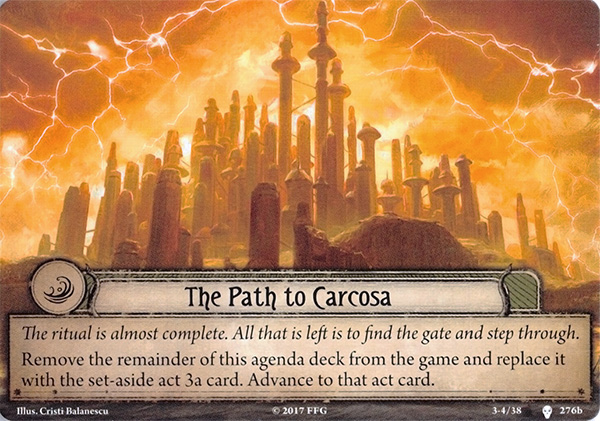 The Path to Carcosa
The ritual is almost complete. All that is left is to find the gate and step through.
Remove the remainder of this agenda deck from the game and replace it
with the set-aside act 3a card. Advance to that act card.
Illus. Cristi Balanescu © 2017 FFG 3-4/38 276b